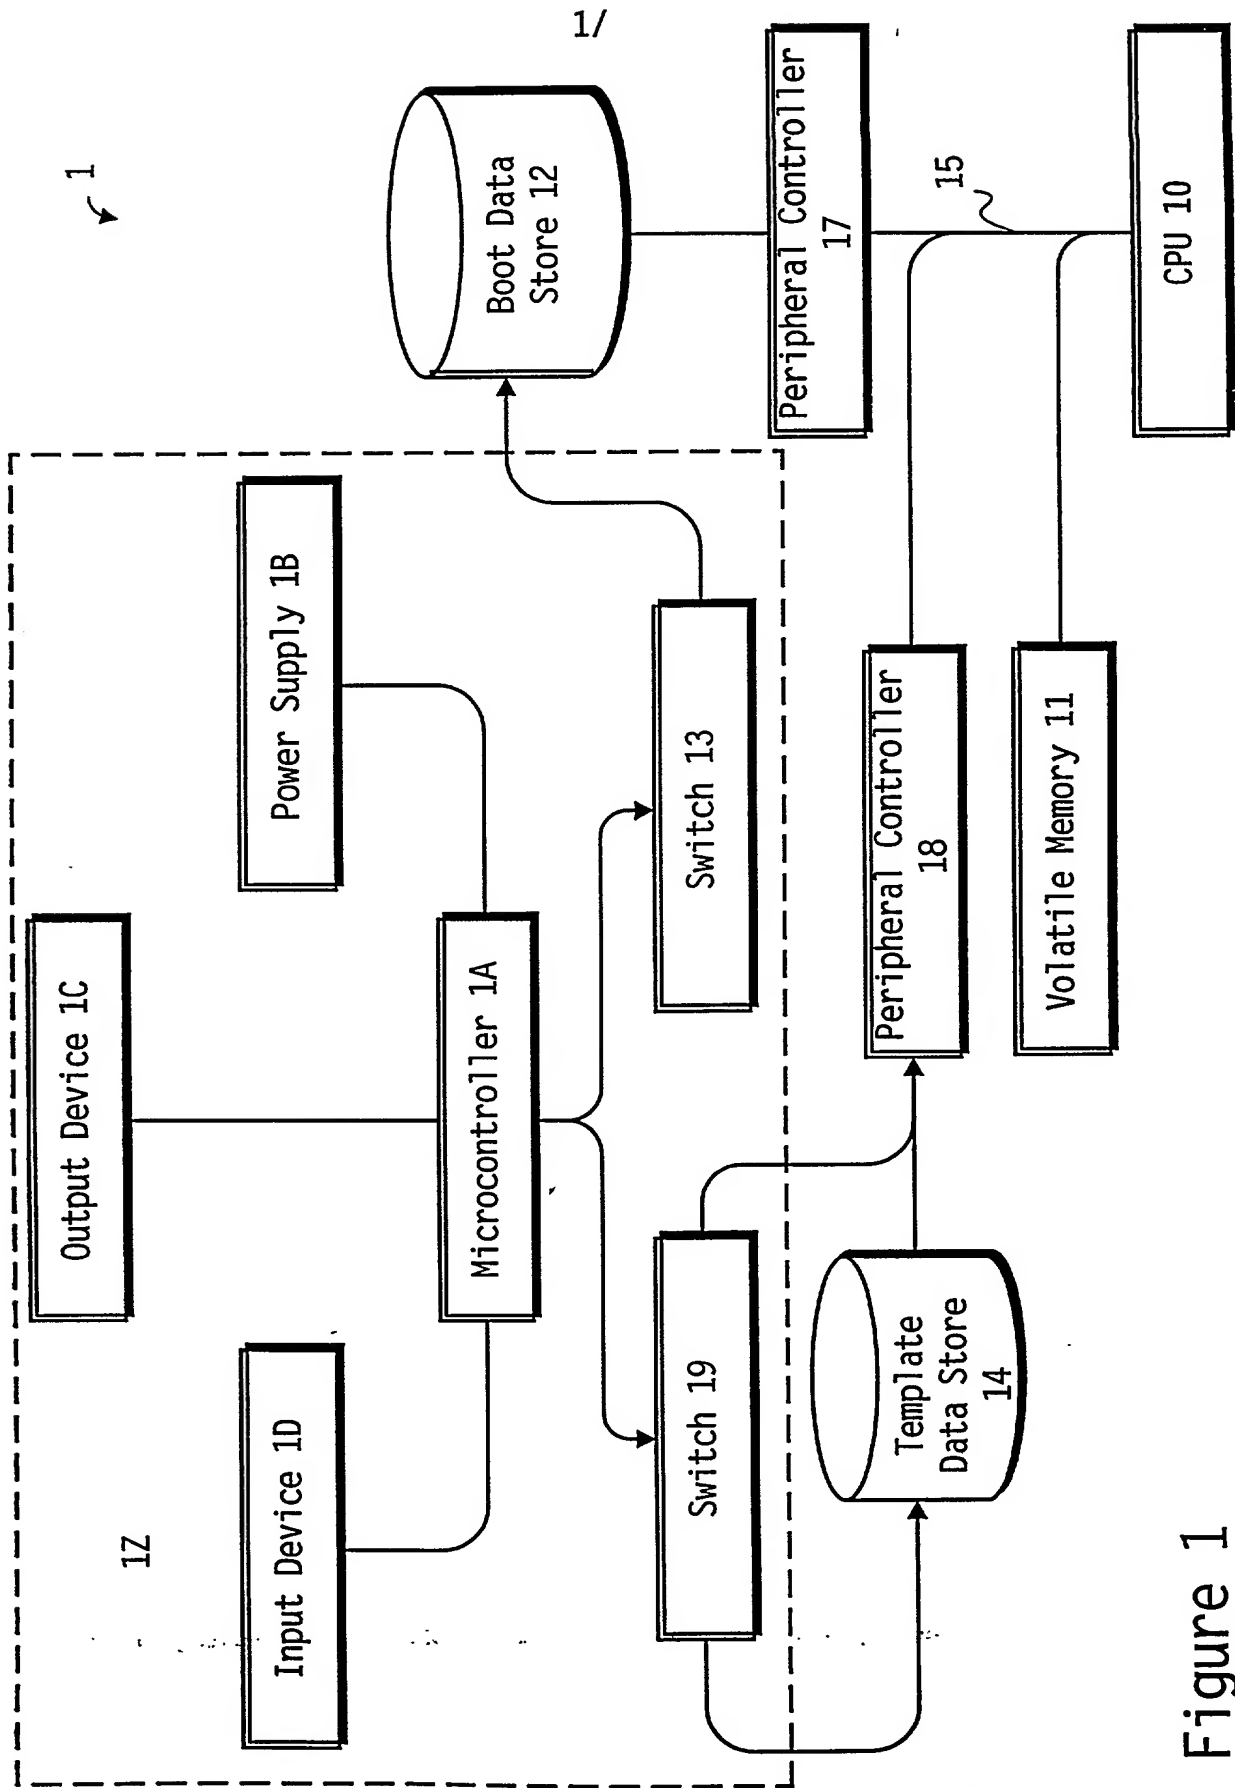 1/
1
1Z
Output Device 1C
Input Device 1D
Power Supply 1B
Microcontroller 1A
Switch 19
Switch 13
Boot Data
Store 12
Template
Data Store
14
Peripheral Controller
18
Peripheral Controller
17
Volatile Memory 11
15
CPU 10
Figure 1